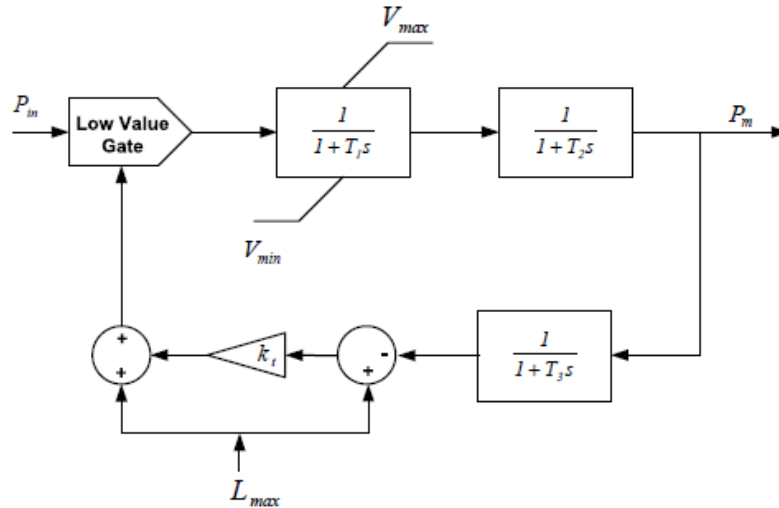 V_max
P_in
Low Value
Gate
1
1 + T_1 s
1
1 + T_2 s
P_m
V_min
+
+
k_t
-
+
1
1 + T_3 s
L_max